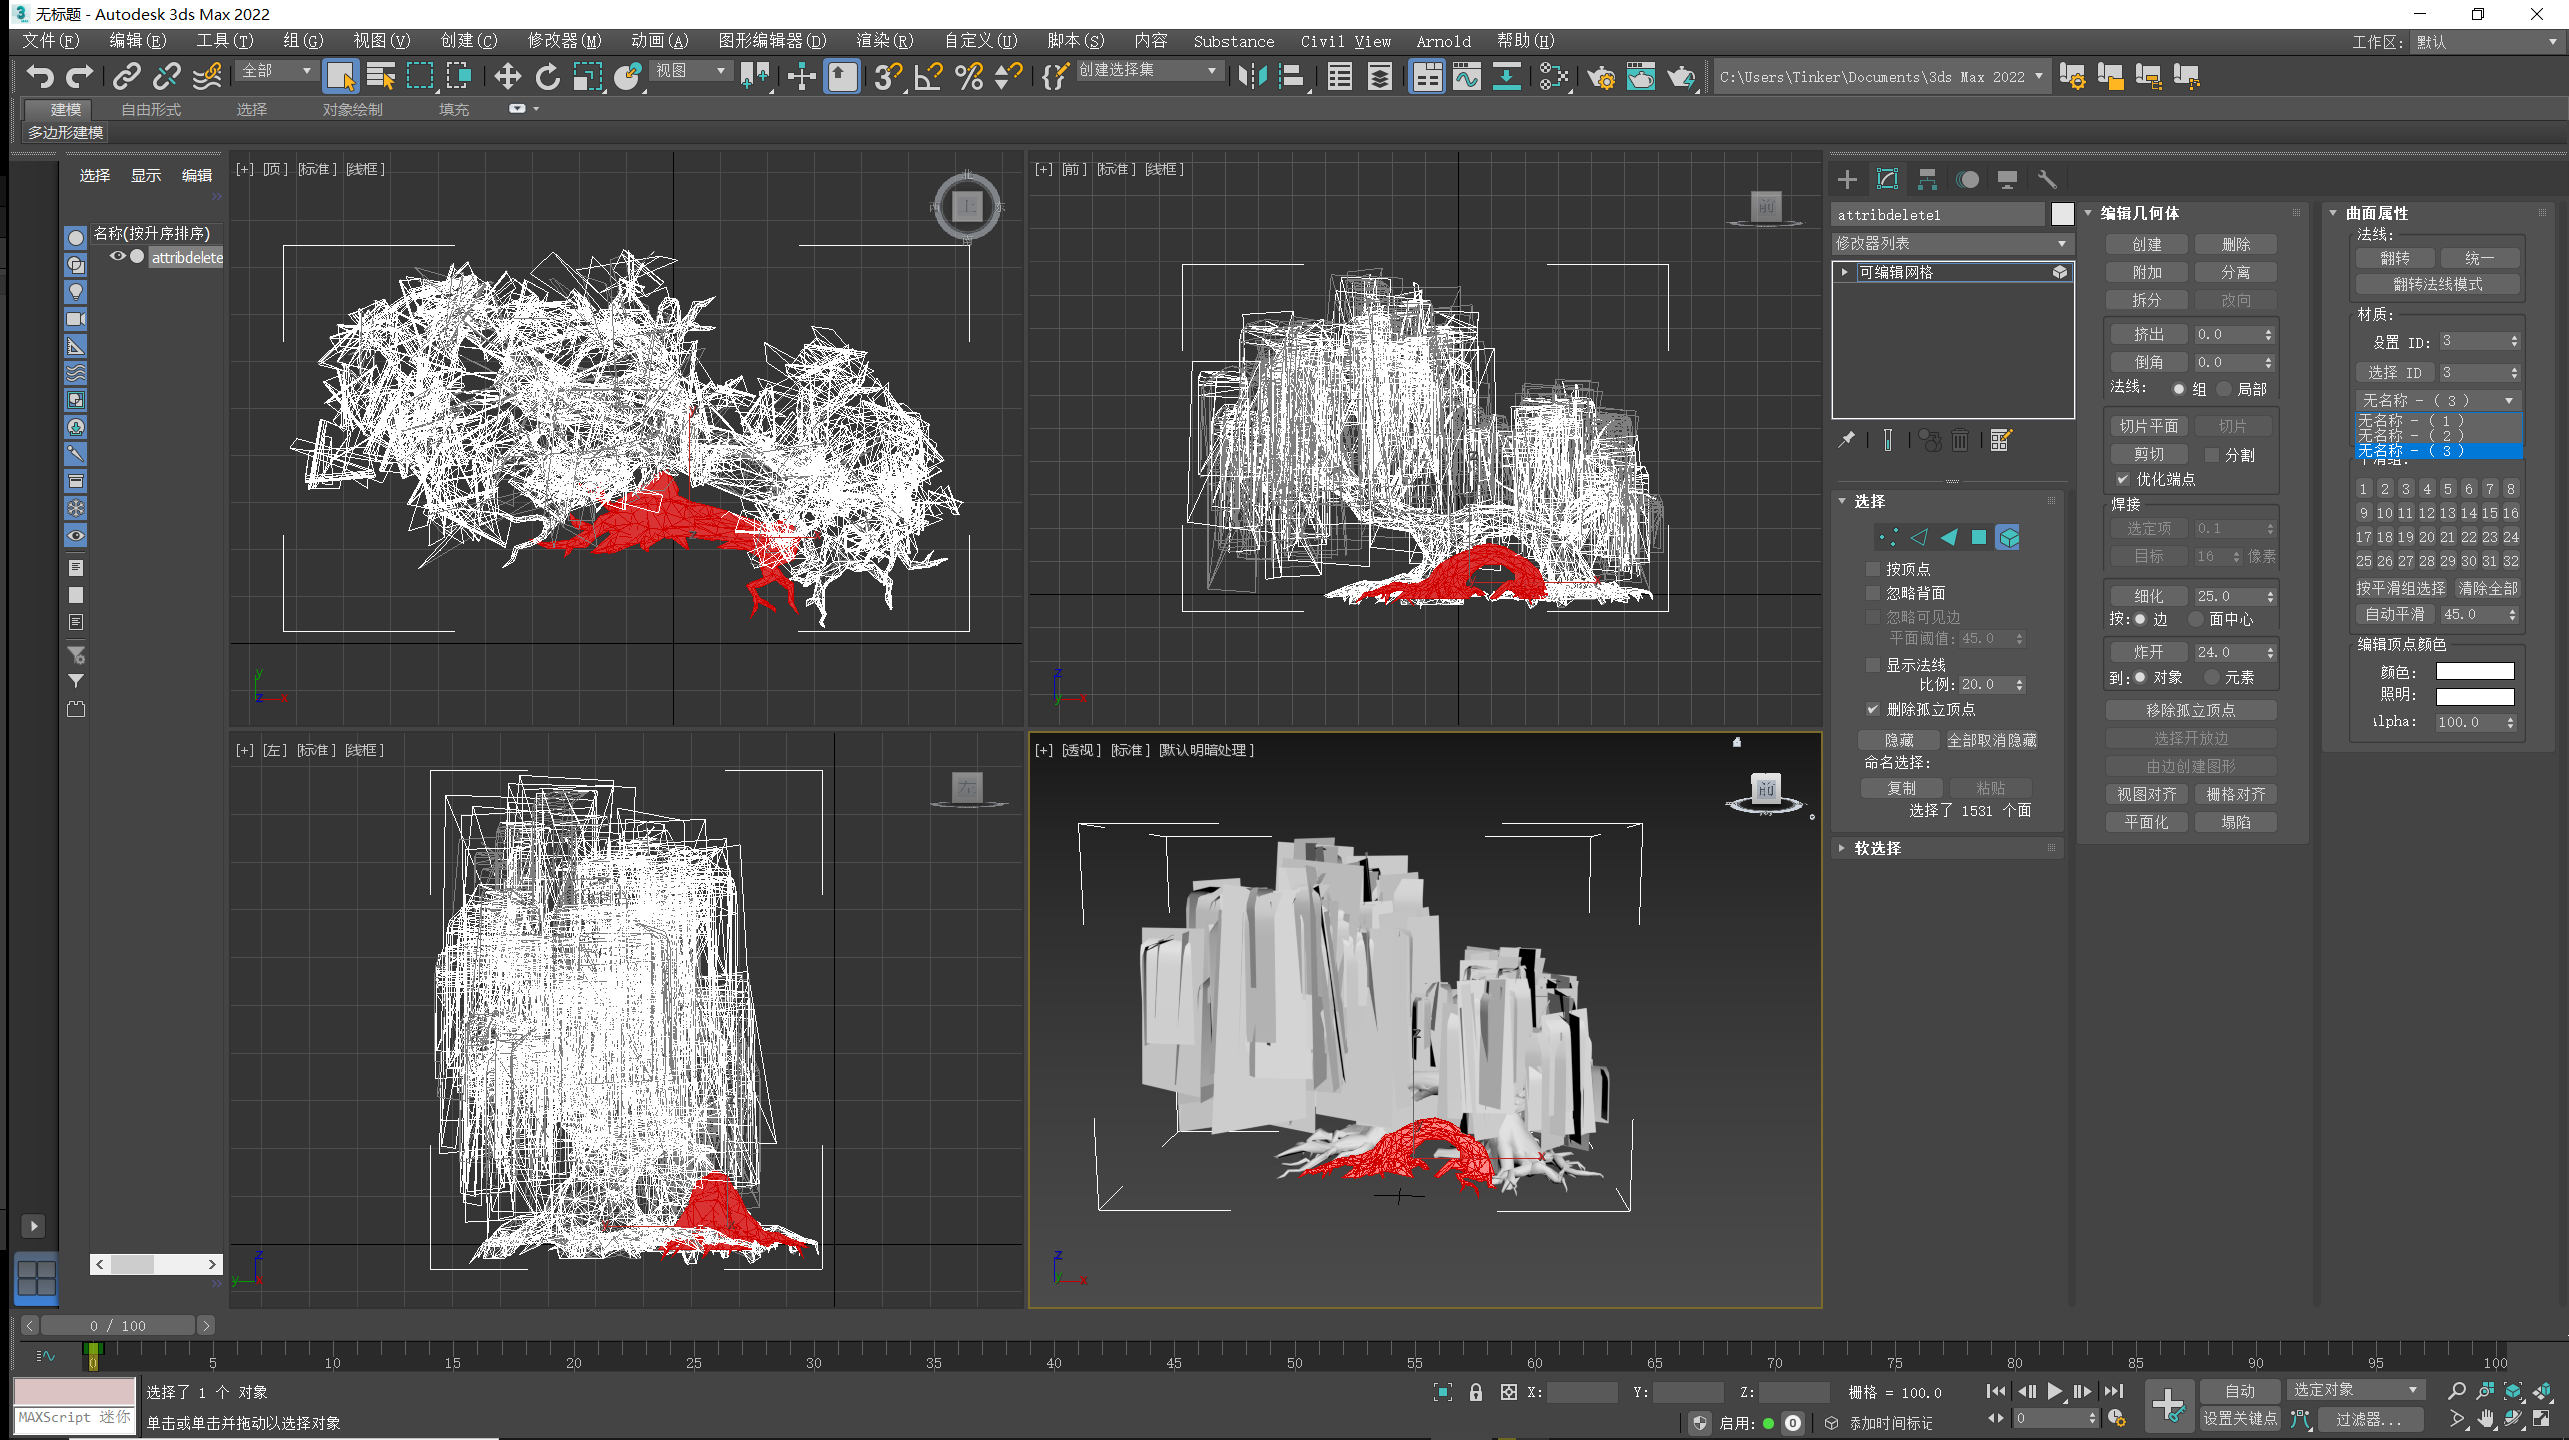 无标题 - Autodesk 3ds Max 2022
文件(F) 编辑(E) 工具(T) 组(G) 视图(V) 创建(C) 修改器(M) 动画(A) 图形编辑器(D) 渲染(R) 自定义(U) 脚本(S) 内容 Substance Civil View Arnold 帮助(H) 工作区: 默认
全部 视图 创建选择集 C:\Users\Tinker\Documents\3ds Max 2022
建模 自由形式 选择 对象绘制 填充
多边形建模
选择 显示 编辑
名称(按升序排序)
attribdelete
[+] [顶] [标准] [线框]
北
西 上 东
南
[+] [前] [标准] [线框]
前
[+] [左] [标准] [线框]
左
[+] [透视] [标准] [默认明暗处理]
前
attribdelete1
修改器列表
可编辑网格
选择
按顶点
忽略背面
忽略可见边
平面阈值: 45.0
显示法线
比例: 20.0
删除孤立顶点
隐藏 全部取消隐藏
命名选择:
复制 粘贴
选择了 1531 个面
软选择
编辑几何体
创建 删除
附加 分离
拆分 改向
挤出 0.0
倒角 0.0
法线: 组 局部
切片平面 切片
剪切 分割
优化端点
焊接
选定项 0.1
目标 16 像素
细化 25.0
按: 边 面中心
炸开 24.0
到: 对象 元素
移除孤立顶点
选择开放边
由边创建图形
视图对齐 栅格对齐
平面化 塌陷
曲面属性
法线:
翻转 统一
翻转法线模式
材质:
设置 ID: 3
选择 ID 3
无名称 - ( 3 )
无名称 - ( 1 )
无名称 - ( 2 )
无名称 - ( 3 )
平滑组:
1 2 3 4 5 6 7 8
9 10 11 12 13 14 15 16
17 18 19 20 21 22 23 24
25 26 27 28 29 30 31 32
按平滑组选择 清除全部
自动平滑 45.0
编辑顶点颜色
颜色:
照明:
Alpha: 100.0
0 / 100
0 5 10 15 20 25 30 35 40 45 50 55 60 65 70 75 80 85 90 95 100
选择了 1 个 对象 X: Y: Z: 栅格 = 100.0 自动 选定对象
MAXScript 迷你 单击或单击并拖动以选择对象 启用: 0 添加时间标记 0 设置关键点 过滤器...